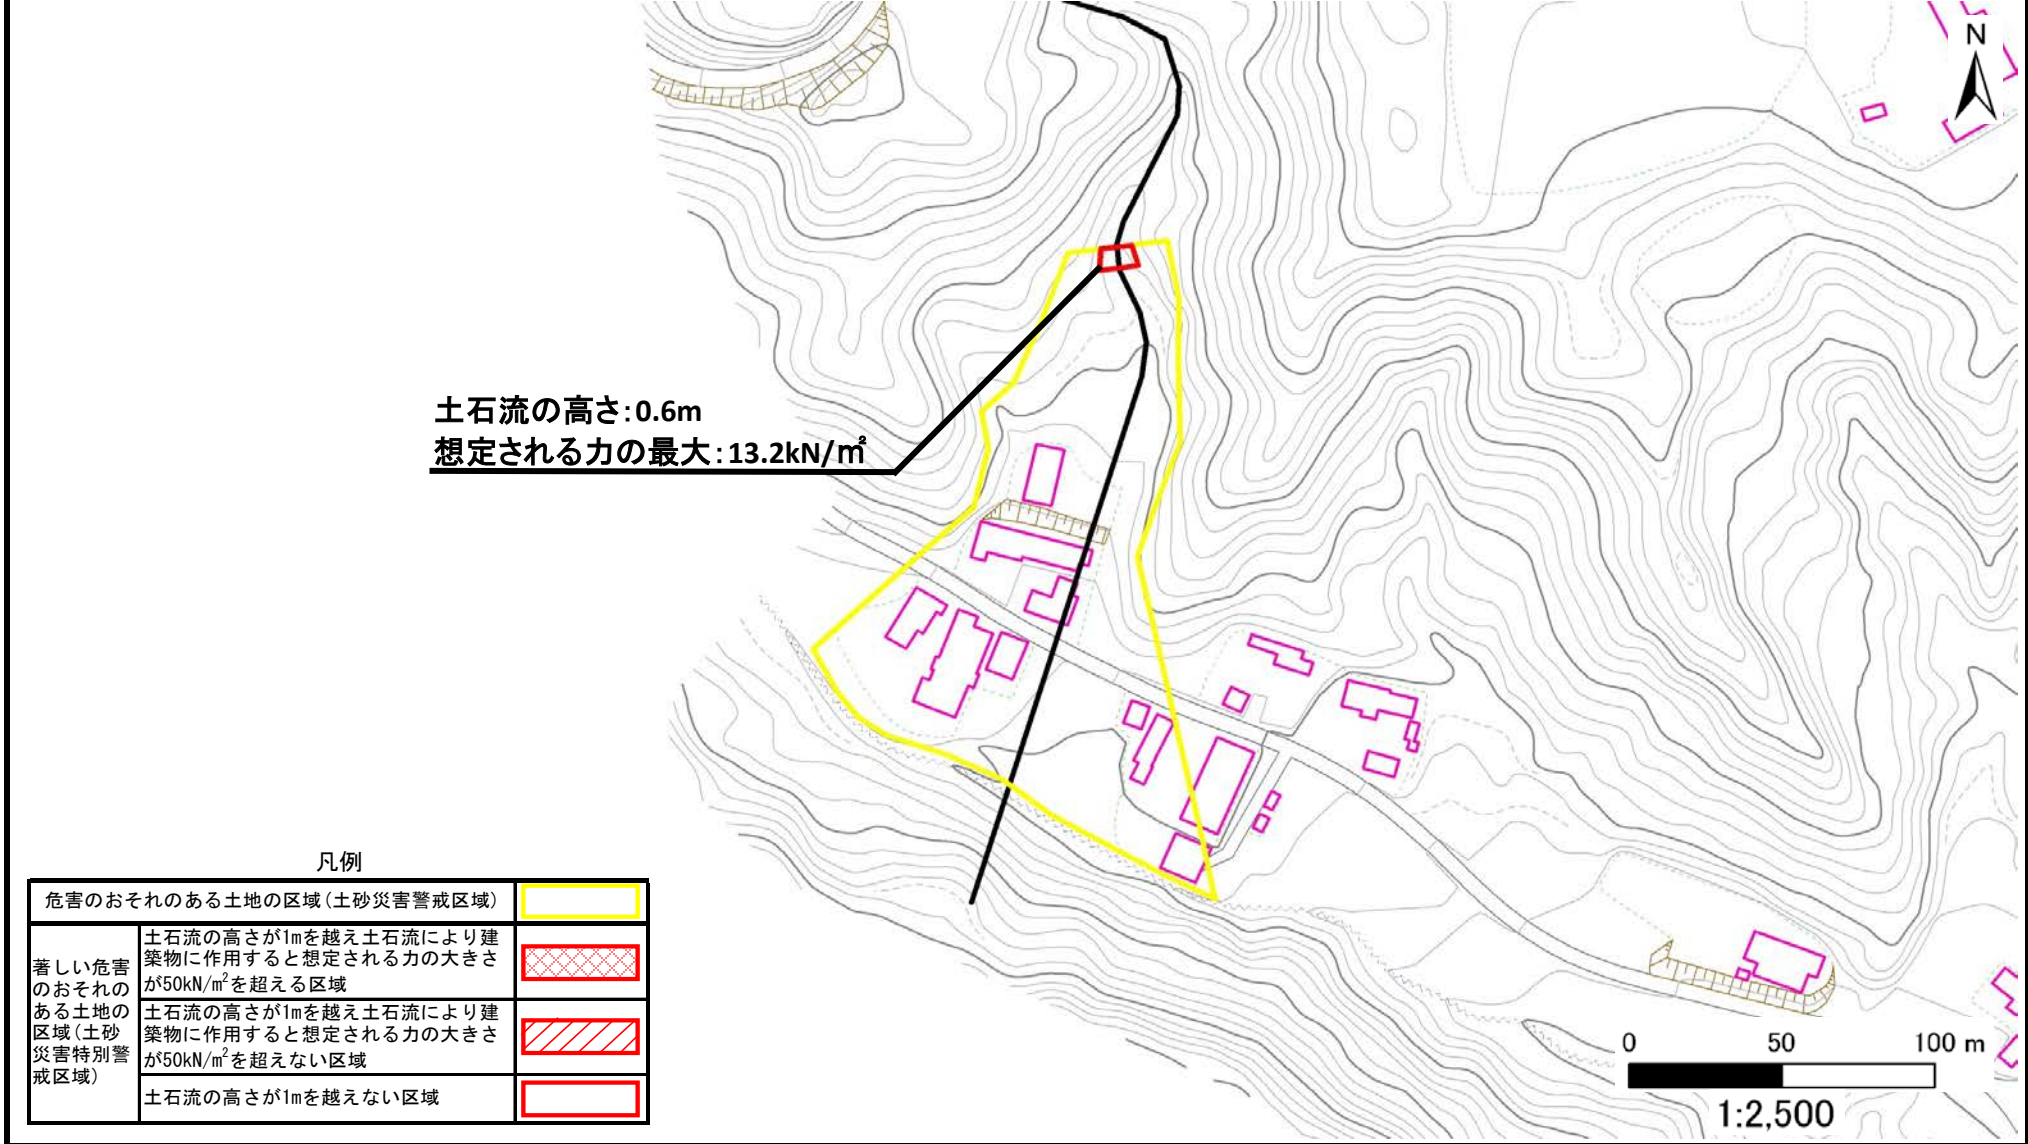 N
土石流の高さ:0.6m
想定される力の最大:13.2kN/㎡
凡例
危害のおそれのある土地の区域(土砂災害警戒区域)
著しい危害
のおそれの
ある土地の
区域(土砂
災害特別警
戒区域)
土石流の高さが1mを越え土石流により建
築物に作用すると想定される力の大きさ
が50kN/m²を超える区域
土石流の高さが1mを越え土石流により建
築物に作用すると想定される力の大きさ
が50kN/m²を超えない区域
土石流の高さが1mを越えない区域
0 50 100 m
1:2,500